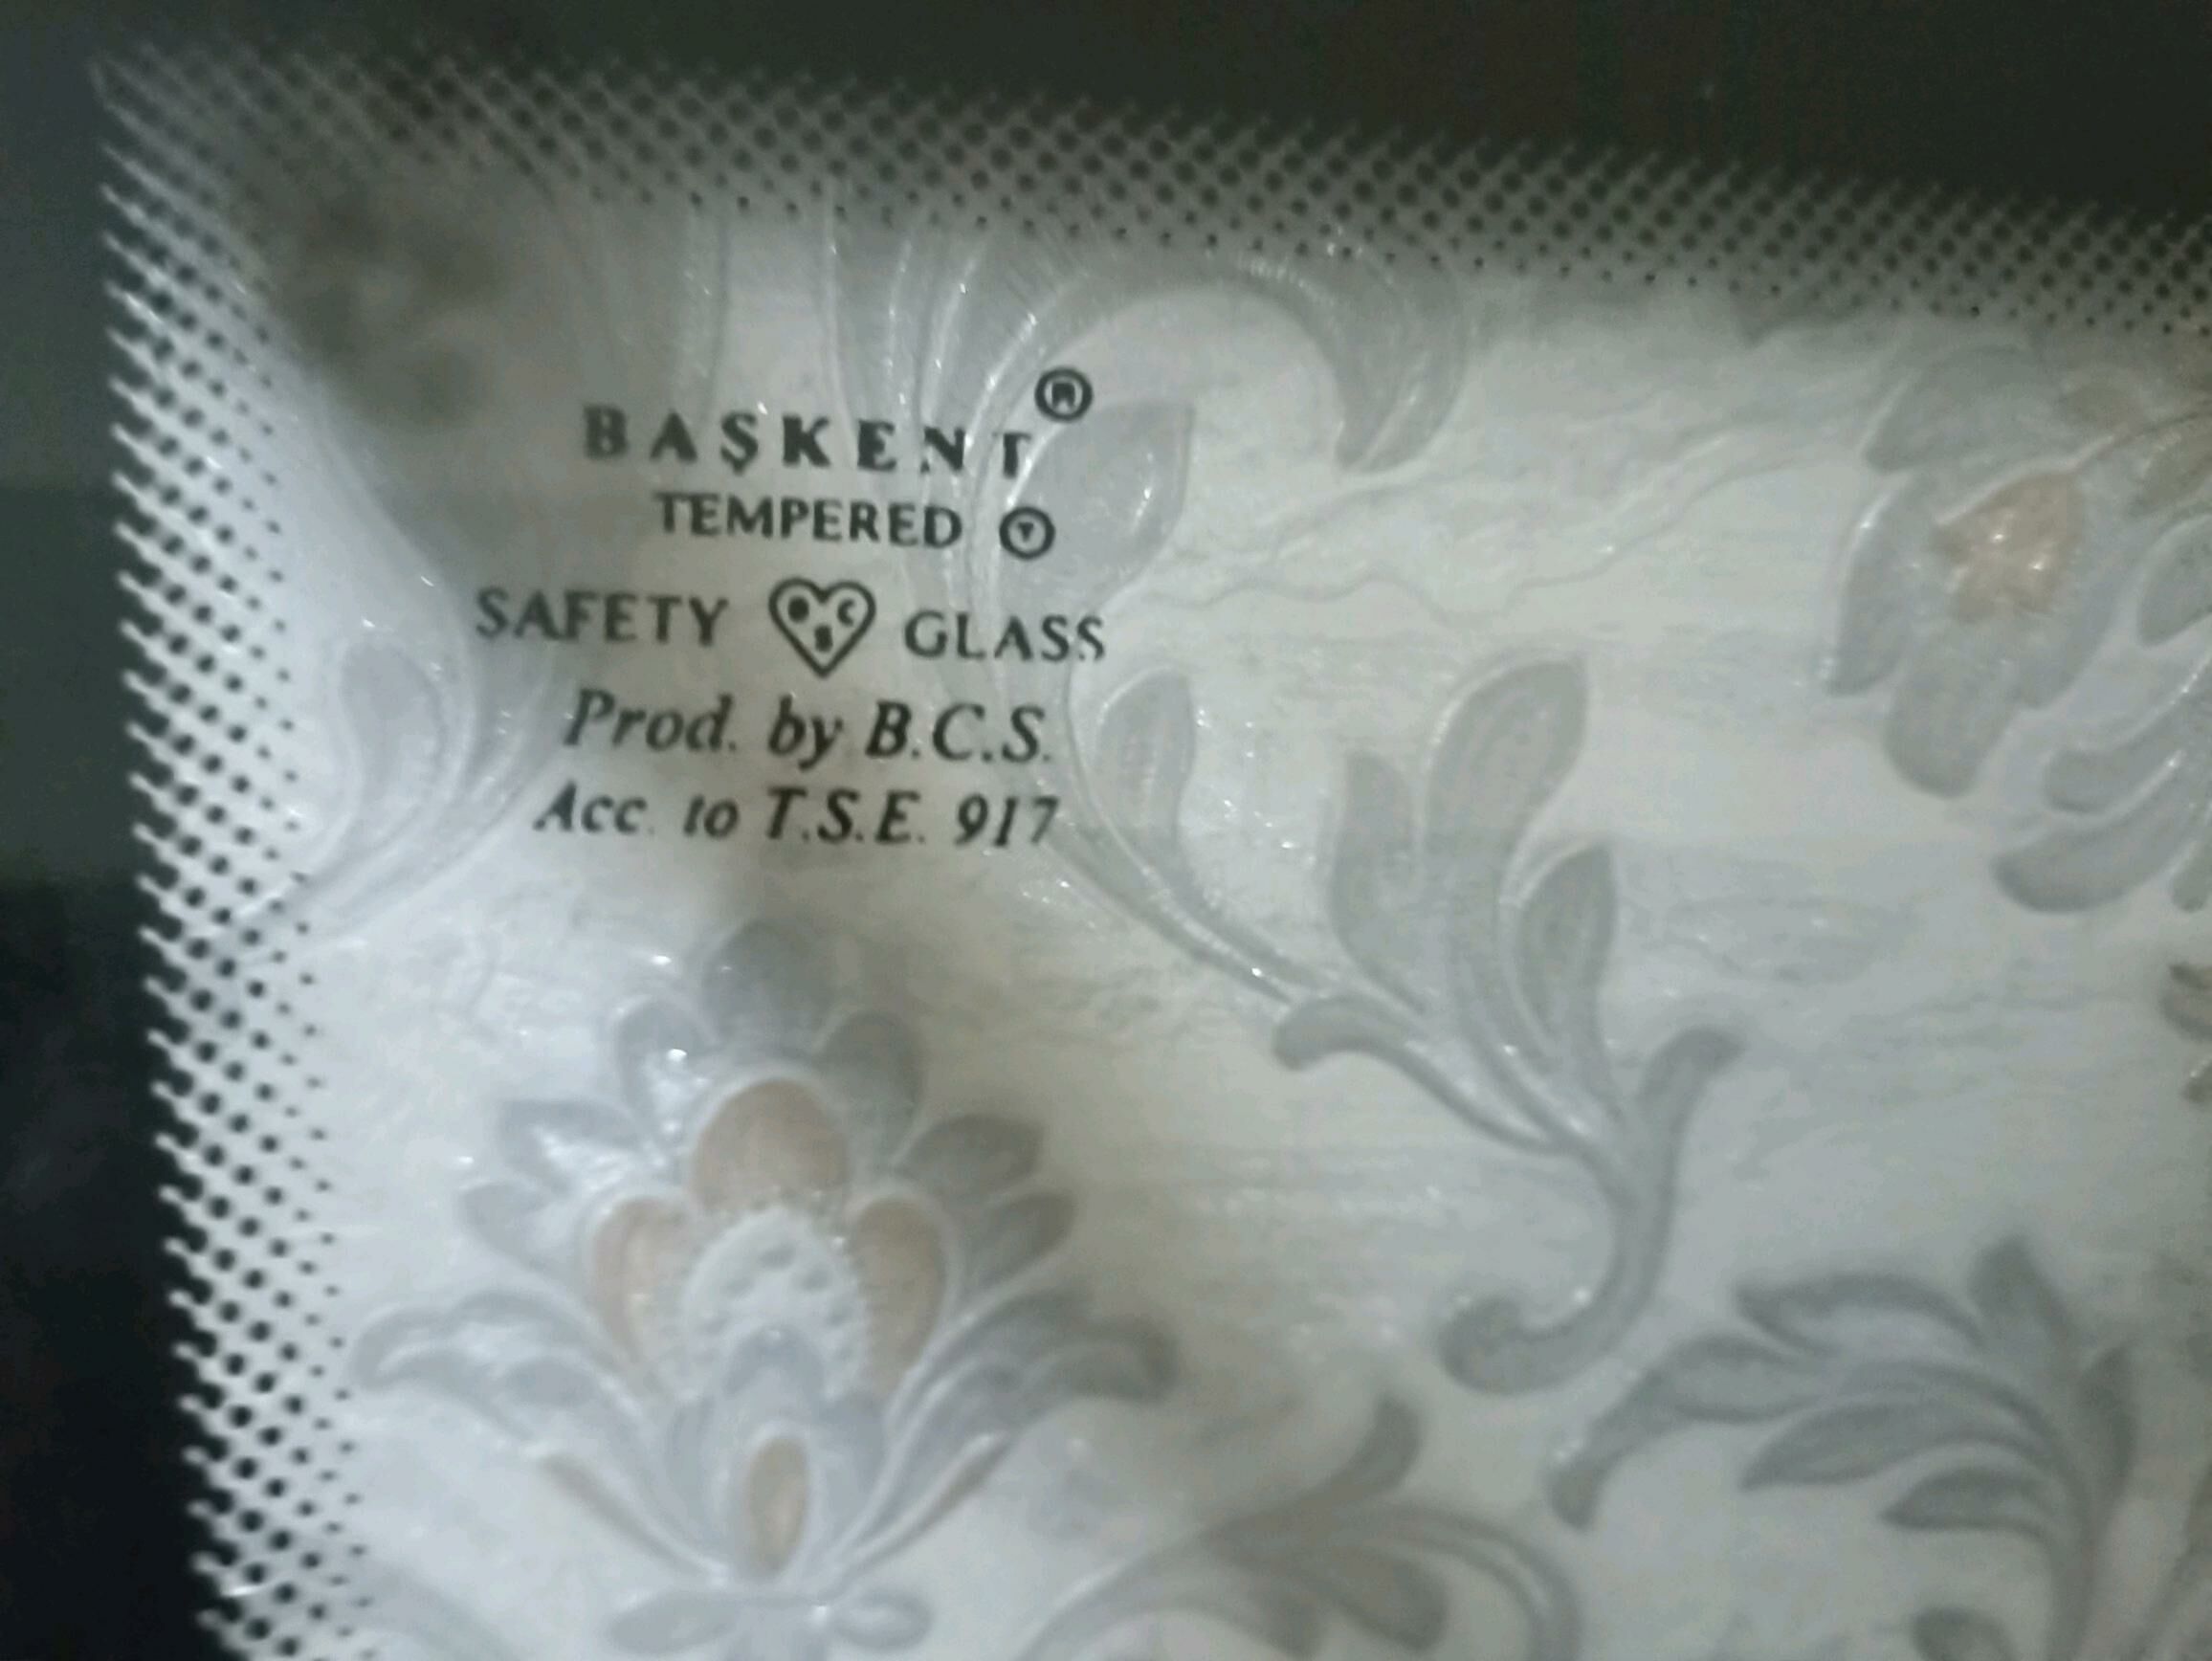 BAŞKENT ®
TEMPERED Ⓣ
SAFETY B C S GLASS
Prod. by B.C.S.
Acc. to T.S.E. 917